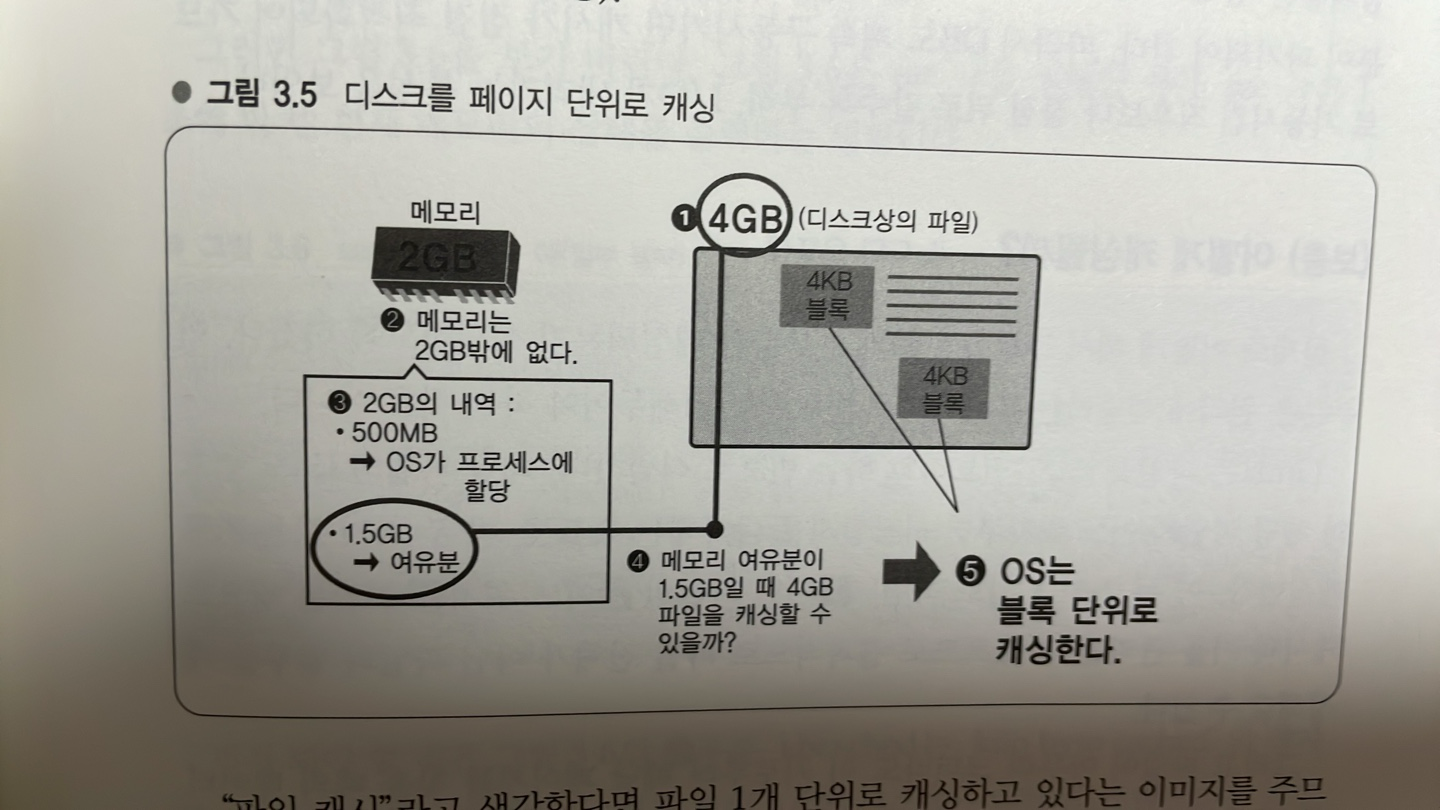 ● 그림 3.5 디스크를 페이지 단위로 캐싱
메모리
2GB
❷ 메모리는
2GB밖에 없다.
❸ 2GB의 내역 :
• 500MB
➞ OS가 프로세스에
할당
• 1.5GB
➞ 여유분
❶ 4GB (디스크상의 파일)
4KB
블록
4KB
블록
❹ 메모리 여유분이
1.5GB일 때 4GB
파일을 캐싱할 수
있을까?
❺ OS는
블록 단위로
캐싱한다.
“파일 캐시”라고 생각한다면 파일 1개 단위로 캐싱하고 있다는 이미지를 주므